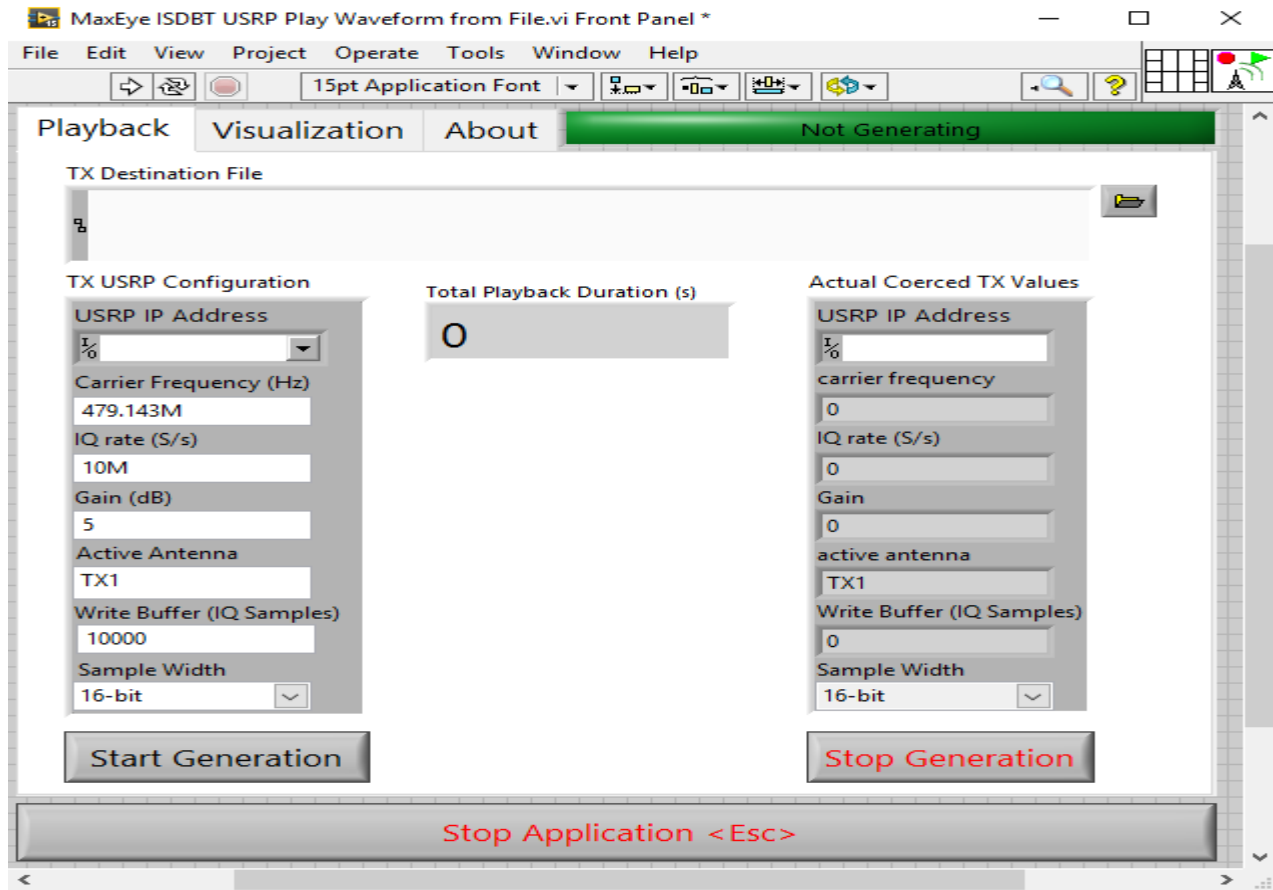 MaxEye ISDBT USRP Play Waveform from File.vi Front Panel *
File Edit View Project Operate Tools Window Help
15pt Application Font
Playback Visualization About Not Generating
TX Destination File
TX USRP Configuration
USRP IP Address
Carrier Frequency (Hz)
479.143M
IQ rate (S/s)
10M
Gain (dB)
5
Active Antenna
TX1
Write Buffer (IQ Samples)
10000
Sample Width
16-bit
Start Generation
Total Playback Duration (s)
0
Actual Coerced TX Values
USRP IP Address
carrier frequency
0
IQ rate (S/s)
0
Gain
0
active antenna
TX1
Write Buffer (IQ Samples)
0
Sample Width
16-bit
Stop Generation
Stop Application <Esc>